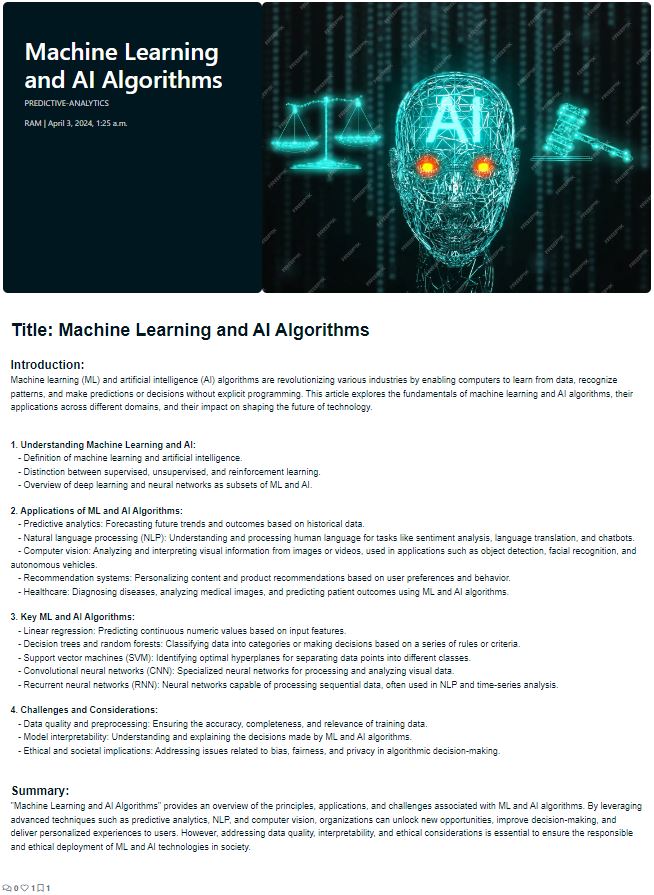 Machine Learning
and AI Algorithms
PREDICTIVE-ANALYTICS
RAM | April 3, 2024, 1:25 a.m.
AI
FREEPIK
Title: Machine Learning and AI Algorithms
Introduction:
Machine learning (ML) and artificial intelligence (AI) algorithms are revolutionizing various industries by enabling computers to learn from data, recognize
patterns, and make predictions or decisions without explicit programming. This article explores the fundamentals of machine learning and AI algorithms, their
applications across different domains, and their impact on shaping the future of technology.
1. Understanding Machine Learning and AI:
- Definition of machine learning and artificial intelligence.
- Distinction between supervised, unsupervised, and reinforcement learning.
- Overview of deep learning and neural networks as subsets of ML and AI.
2. Applications of ML and AI Algorithms:
- Predictive analytics: Forecasting future trends and outcomes based on historical data.
- Natural language processing (NLP): Understanding and processing human language for tasks like sentiment analysis, language translation, and chatbots.
- Computer vision: Analyzing and interpreting visual information from images or videos, used in applications such as object detection, facial recognition, and
autonomous vehicles.
- Recommendation systems: Personalizing content and product recommendations based on user preferences and behavior.
- Healthcare: Diagnosing diseases, analyzing medical images, and predicting patient outcomes using ML and AI algorithms.
3. Key ML and AI Algorithms:
- Linear regression: Predicting continuous numeric values based on input features.
- Decision trees and random forests: Classifying data into categories or making decisions based on a series of rules or criteria.
- Support vector machines (SVM): Identifying optimal hyperplanes for separating data points into different classes.
- Convolutional neural networks (CNN): Specialized neural networks for processing and analyzing visual data.
- Recurrent neural networks (RNN): Neural networks capable of processing sequential data, often used in NLP and time-series analysis.
4. Challenges and Considerations:
- Data quality and preprocessing: Ensuring the accuracy, completeness, and relevance of training data.
- Model interpretability: Understanding and explaining the decisions made by ML and AI algorithms.
- Ethical and societal implications: Addressing issues related to bias, fairness, and privacy in algorithmic decision-making.
Summary:
"Machine Learning and AI Algorithms" provides an overview of the principles, applications, and challenges associated with ML and AI algorithms. By leveraging
advanced techniques such as predictive analytics, NLP, and computer vision, organizations can unlock new opportunities, improve decision-making, and
deliver personalized experiences to users. However, addressing data quality, interpretability, and ethical considerations is essential to ensure the responsible
and ethical deployment of ML and AI technologies in society.
0 1 1